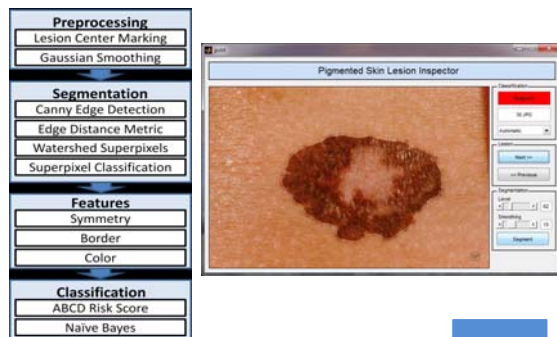 Preprocessing
Lesion Center Marking
Gaussian Smoothing
Segmentation
Canny Edge Detection
Edge Distance Metric
Watershed Superpixels
Superpixel Classification
Features
Symmetry
Border
Color
Classification
ABCD Risk Score
Naïve Bayes
Pigmented Skin Lesion Inspector
Classification
Automatic
Lesion
Next >>
<< Previous
Segmentation
Level
Smoothing
Segment